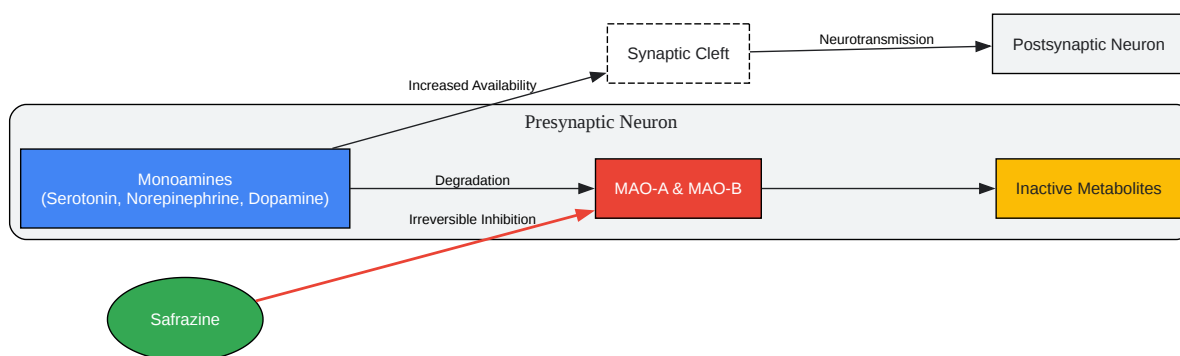 Synaptic Cleft
Neurotransmission
Postsynaptic Neuron
Increased Availability
Presynaptic Neuron
Monoamines
(Serotonin, Norepinephrine, Dopamine)
Degradation
MAO-A & MAO-B
Inactive Metabolites
Irreversible Inhibition
Safrazine